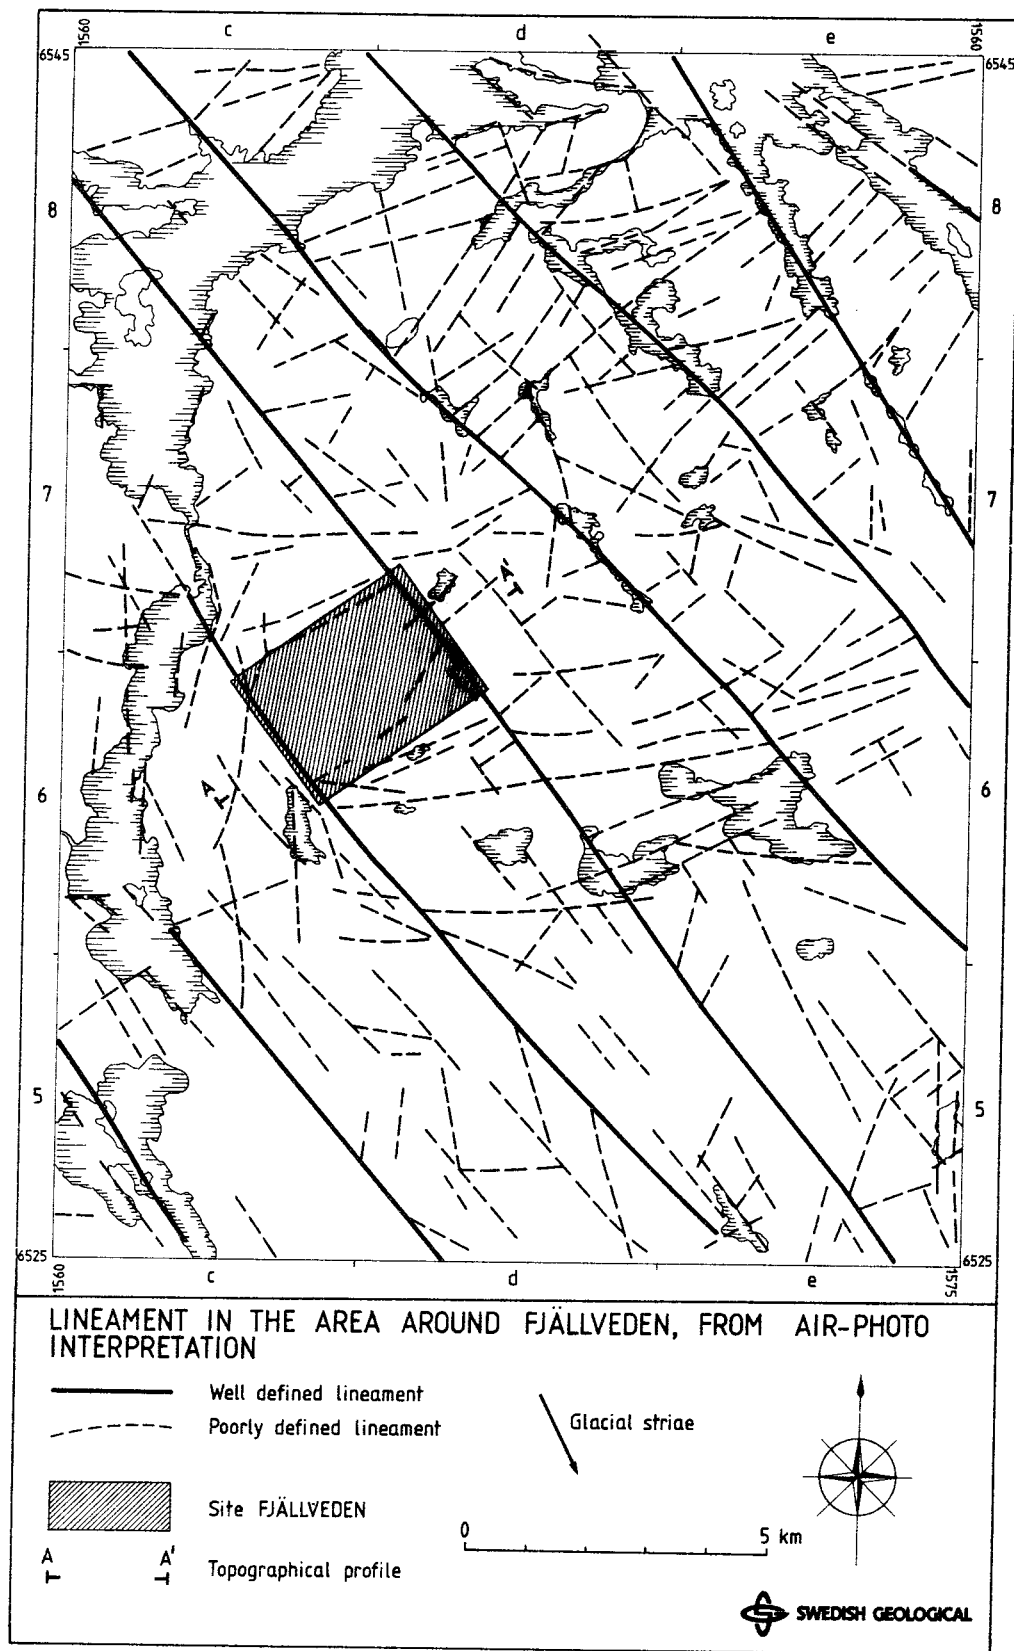 1560 c d e 1560
6545 6545
8 8
7 7
A'
6 6
A
5 5
6525 6525
1560 c d e 1575
LINEAMENT IN THE AREA AROUND FJÄLLVEDEN, FROM AIR-PHOTO
INTERPRETATION
Well defined lineament
Glacial striae
Poorly defined lineament
Site FJÄLLVEDEN
0 5 km
A A'
Topographical profile
SWEDISH GEOLOGICAL